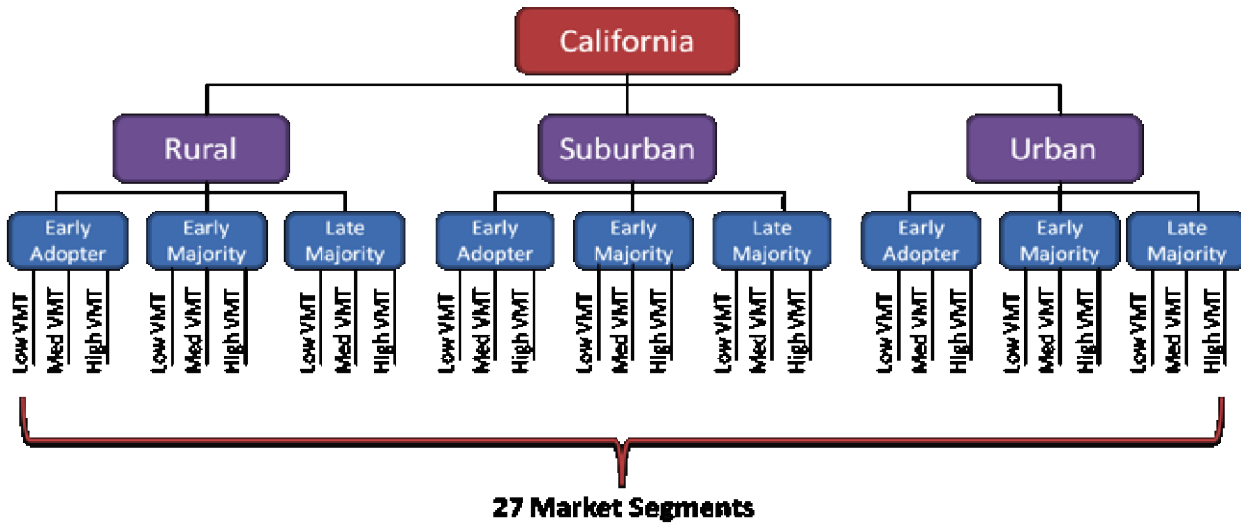 California
Rural
Suburban
Urban
Early
Adopter
Early
Majority
Late
Majority
Early
Adopter
Early
Majority
Late
Majority
Early
Adopter
Early
Majority
Late
Majority
Low VMT
Med VMT
High VMT
Low VMT
Med VMT
High VMT
Low VMT
Med VMT
High VMT
Low VMT
Med VMT
High VMT
Low VMT
Med VMT
High VMT
Low VMT
Med VMT
High VMT
Low VMT
Med VMT
High VMT
Low VMT
Med VMT
High VMT
Low VMT
Med VMT
High VMT
27 Market Segments